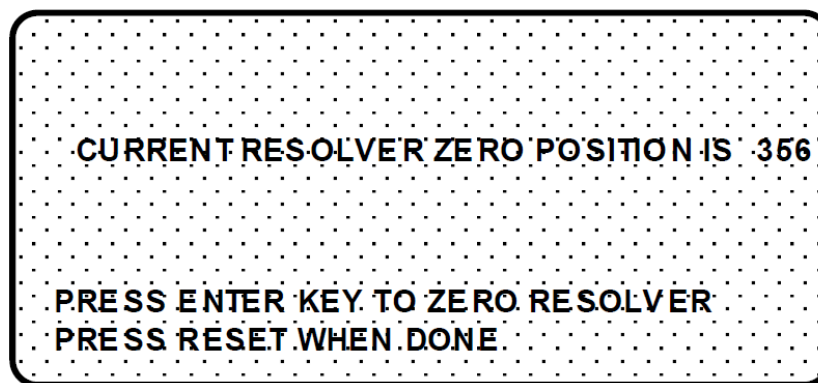 CURRENT RESOLVER ZERO POSITION IS 356
PRESS ENTER KEY TO ZERO RESOLVER
PRESS RESET WHEN DONE